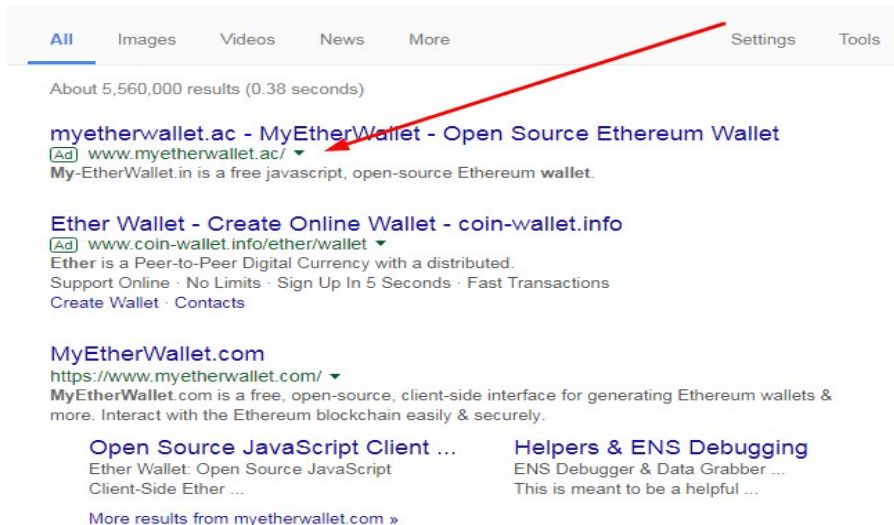 All Images Videos News More Settings Tools
About 5,560,000 results (0.38 seconds)
myetherwallet.ac - MyEtherWallet - Open Source Ethereum Wallet
Ad www.myetherwallet.ac/
My-EtherWallet.in is a free javascript, open-source Ethereum wallet.
Ether Wallet - Create Online Wallet - coin-wallet.info
Ad www.coin-wallet.info/ether/wallet
Ether is a Peer-to-Peer Digital Currency with a distributed.
Support Online · No Limits · Sign Up In 5 Seconds · Fast Transactions
Create Wallet · Contacts
MyEtherWallet.com
https://www.myetherwallet.com/
MyEtherWallet.com is a free, open-source, client-side interface for generating Ethereum wallets &
more. Interact with the Ethereum blockchain easily & securely.
Open Source JavaScript Client ...
Ether Wallet: Open Source JavaScript
Client-Side Ether ...
Helpers & ENS Debugging
ENS Debugger & Data Grabber ...
This is meant to be a helpful ...
More results from myetherwallet.com »